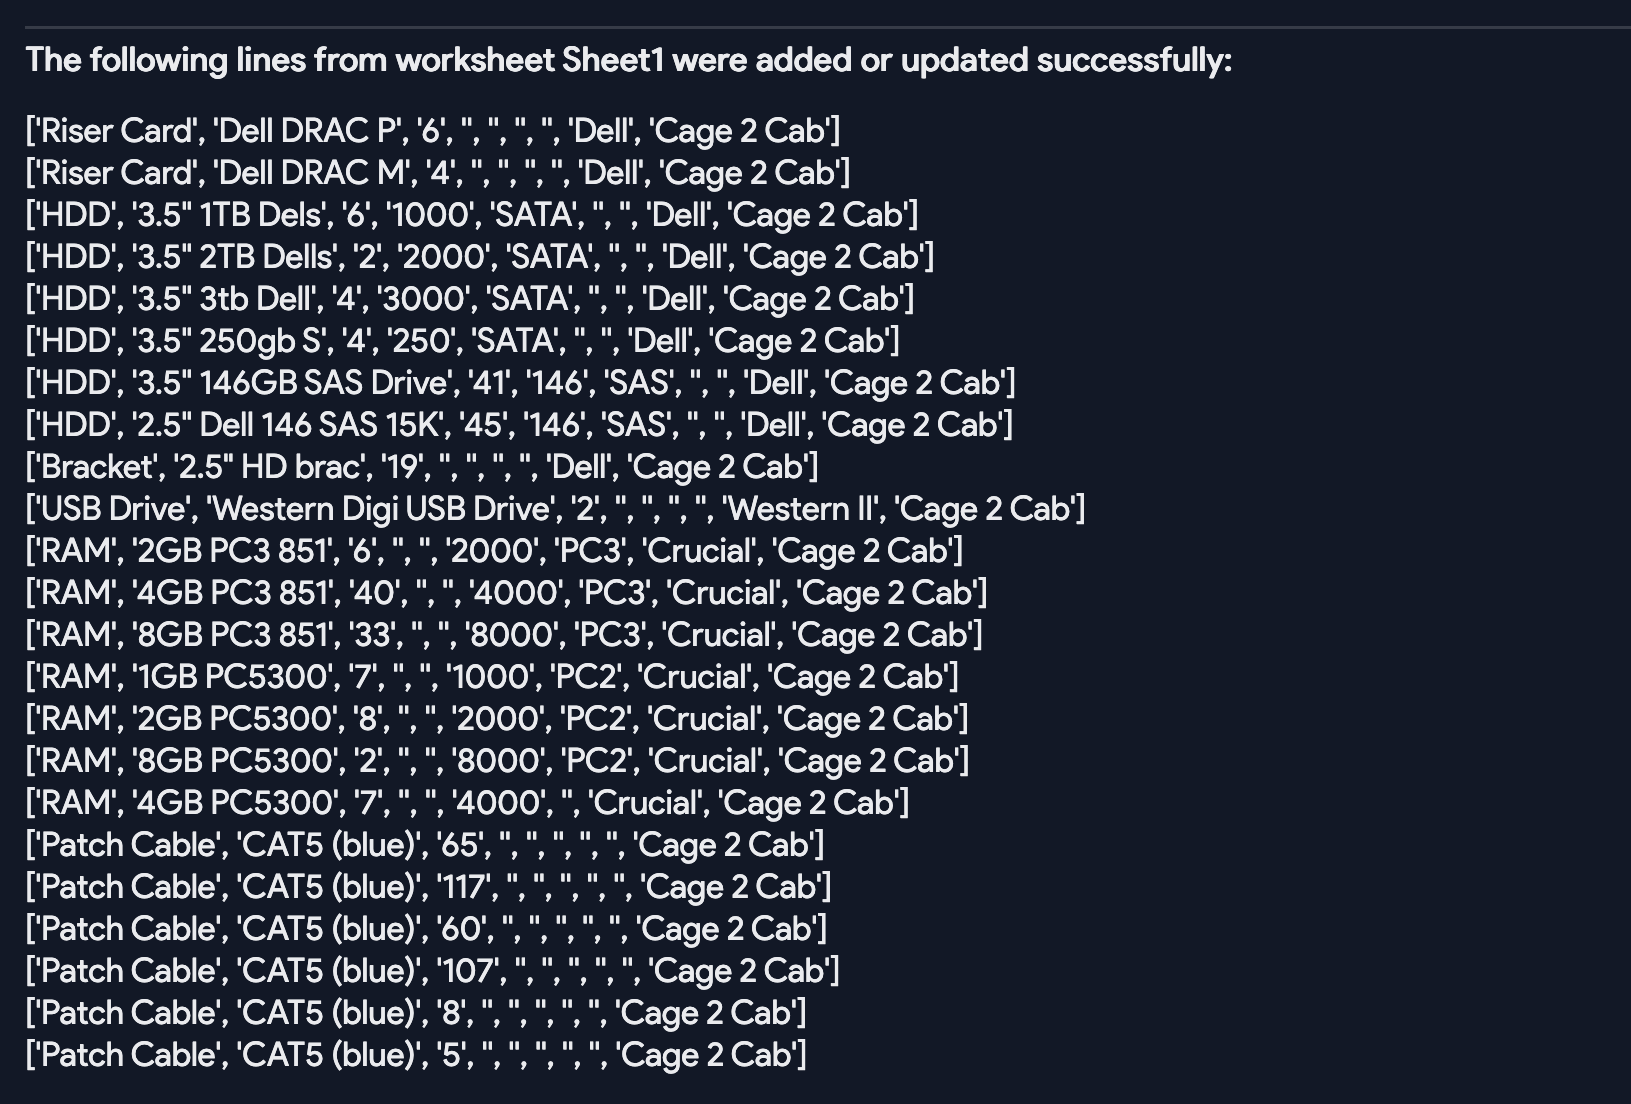 The following lines from worksheet Sheet1 were added or updated successfully:
['Riser Card', 'Dell DRAC P', '6', '', '', '', '', 'Dell', 'Cage 2 Cab']
['Riser Card', 'Dell DRAC M', '4', '', '', '', '', 'Dell', 'Cage 2 Cab']
['HDD', '3.5" 1TB Dels', '6', '1000', 'SATA', '', '', 'Dell', 'Cage 2 Cab']
['HDD', '3.5" 2TB Dells', '2', '2000', 'SATA', '', '', 'Dell', 'Cage 2 Cab']
['HDD', '3.5" 3tb Dell', '4', '3000', 'SATA', '', '', 'Dell', 'Cage 2 Cab']
['HDD', '3.5" 250gb S', '4', '250', 'SATA', '', '', 'Dell', 'Cage 2 Cab']
['HDD', '3.5" 146GB SAS Drive', '41', '146', 'SAS', '', '', 'Dell', 'Cage 2 Cab']
['HDD', '2.5" Dell 146 SAS 15K', '45', '146', 'SAS', '', '', 'Dell', 'Cage 2 Cab']
['Bracket', '2.5" HD brac', '19', '', '', '', '', 'Dell', 'Cage 2 Cab']
['USB Drive', 'Western Digi USB Drive', '2', '', '', '', '', 'Western II', 'Cage 2 Cab']
['RAM', '2GB PC3 851', '6', '', '', '2000', 'PC3', 'Crucial', 'Cage 2 Cab']
['RAM', '4GB PC3 851', '40', '', '', '4000', 'PC3', 'Crucial', 'Cage 2 Cab']
['RAM', '8GB PC3 851', '33', '', '', '8000', 'PC3', 'Crucial', 'Cage 2 Cab']
['RAM', '1GB PC5300', '7', '', '', '1000', 'PC2', 'Crucial', 'Cage 2 Cab']
['RAM', '2GB PC5300', '8', '', '', '2000', 'PC2', 'Crucial', 'Cage 2 Cab']
['RAM', '8GB PC5300', '2', '', '', '8000', 'PC2', 'Crucial', 'Cage 2 Cab']
['RAM', '4GB PC5300', '7', '', '', '4000', '', 'Crucial', 'Cage 2 Cab']
['Patch Cable', 'CAT5 (blue)', '65', '', '', '', '', '', 'Cage 2 Cab']
['Patch Cable', 'CAT5 (blue)', '117', '', '', '', '', '', 'Cage 2 Cab']
['Patch Cable', 'CAT5 (blue)', '60', '', '', '', '', '', 'Cage 2 Cab']
['Patch Cable', 'CAT5 (blue)', '107', '', '', '', '', '', 'Cage 2 Cab']
['Patch Cable', 'CAT5 (blue)', '8', '', '', '', '', '', 'Cage 2 Cab']
['Patch Cable', 'CAT5 (blue)', '5', '', '', '', '', '', 'Cage 2 Cab']